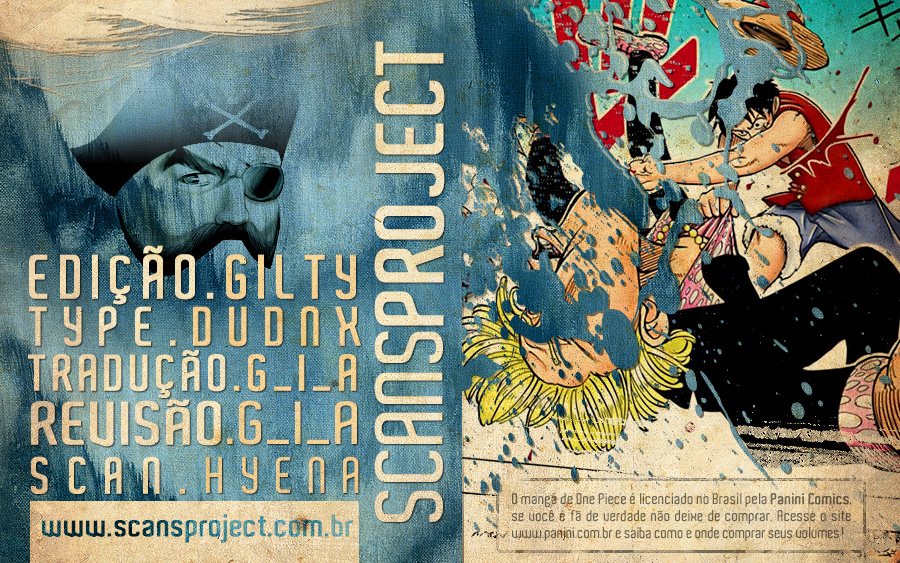 EDIÇÃO.GILTY
TYPE.DUDNX
TRADUÇÃO.G_I_A
REVISÃO.G_I_A
SCAN.HYENA
www.scansproject.com.br
SCANSPROJECT
O mangá de One Piece é licenciado no Brasil pela Panini Comics,
se você é fã de verdade não deixe de comprar. Acesse o site
www.panini.com.br e saiba como e onde comprar seus volumes!